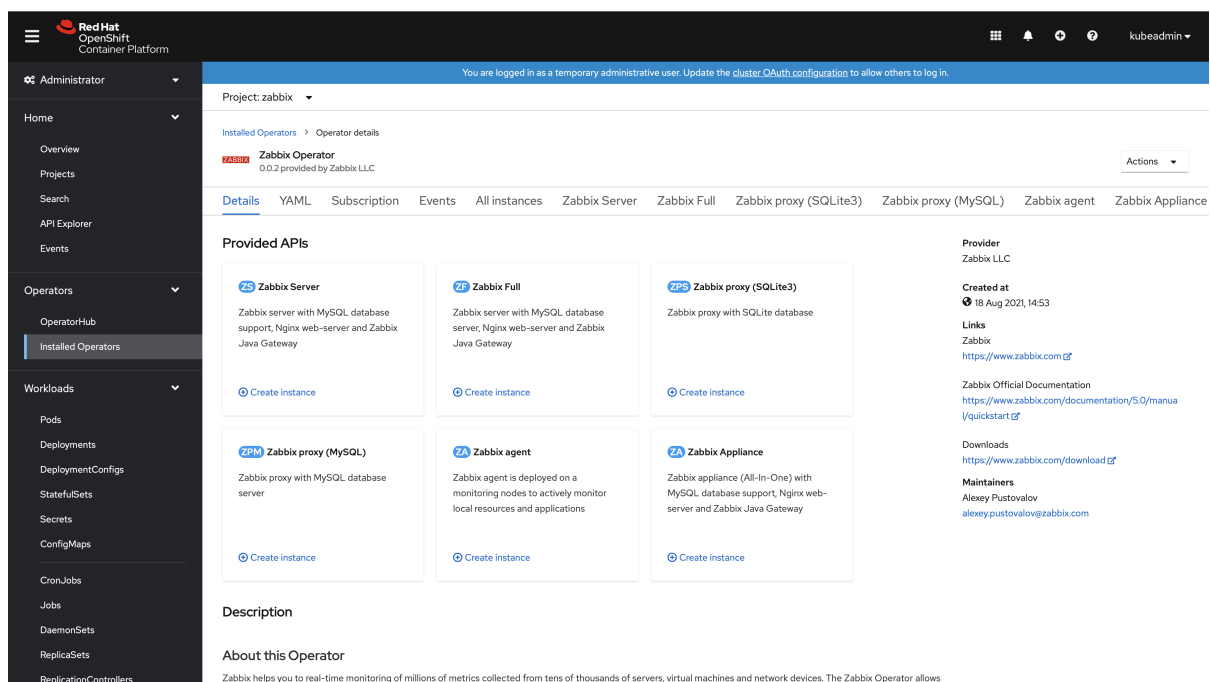 Red Hat
OpenShift
Container Platform
kubeadmin
Administrator
You are logged in as a temporary administrative user. Update the cluster OAuth configuration to allow others to log in.
Project: zabbix
Home
Overview
Projects
Search
API Explorer
Events
Operators
OperatorHub
Installed Operators
Workloads
Pods
Deployments
DeploymentConfigs
StatefulSets
Secrets
ConfigMaps
CronJobs
Jobs
DaemonSets
ReplicaSets
ReplicationControllers
Installed Operators > Operator details
ZABBIX
Zabbix Operator
0.0.2 provided by Zabbix LLC
Actions
Details YAML Subscription Events All instances Zabbix Server Zabbix Full Zabbix proxy (SQLite3) Zabbix proxy (MySQL) Zabbix agent Zabbix Appliance
Provided APIs
ZS Zabbix Server
Zabbix server with MySQL database
support, Nginx web-server and Zabbix
Java Gateway
Create instance
ZF Zabbix Full
Zabbix server with MySQL database
server, Nginx web-server and Zabbix
Java Gateway
Create instance
ZPS Zabbix proxy (SQLite3)
Zabbix proxy with SQLite database
Create instance
ZPM Zabbix proxy (MySQL)
Zabbix proxy with MySQL database
server
Create instance
ZA Zabbix agent
Zabbix agent is deployed on a
monitoring nodes to actively monitor
local resources and applications
Create instance
ZA Zabbix Appliance
Zabbix appliance (All-In-One) with
MySQL database support, Nginx web-
server and Zabbix Java Gateway
Create instance
Provider
Zabbix LLC
Created at
18 Aug 2021, 14:53
Links
Zabbix
https://www.zabbix.com
Zabbix Official Documentation
https://www.zabbix.com/documentation/5.0/manua
l/quickstart
Downloads
https://www.zabbix.com/download
Maintainers
Alexey Pustovalov
alexey.pustovalov@zabbix.com
Description
About this Operator
Zabbix helps you to real-time monitoring of millions of metrics collected from tens of thousands of servers, virtual machines and network devices. The Zabbix Operator allows